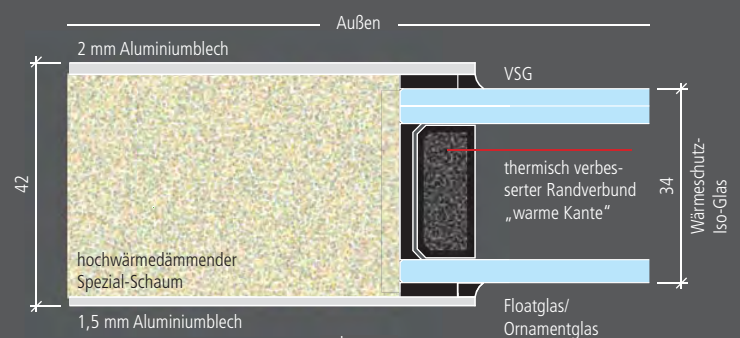 Außen
2 mm Aluminiumblech
VSG
42
thermisch verbes-
serter Randverbund
„warme Kante“
34
Wärmeschutz-
Iso-Glas
hochwärmedämmender
Spezial-Schaum
1,5 mm Aluminiumblech
Floatglas/
Ornamentglas